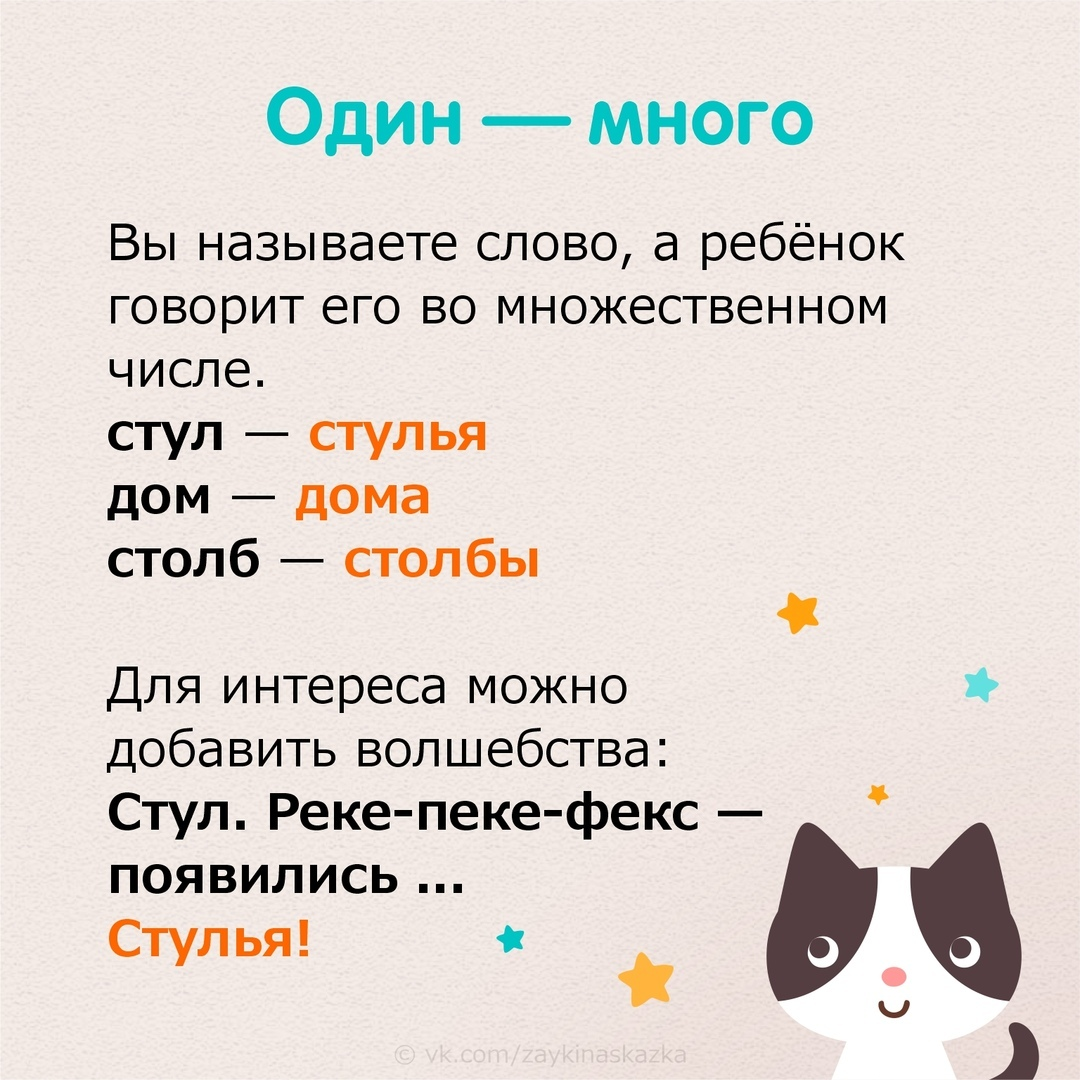 Один — много
Вы называете слово, а ребёнок
говорит его во множественном
числе.
стул — стулья
дом — дома
столб — столбы
Для интереса можно
добавить волшебства:
Стул. Реке-пеке-фекс —
появились ...
Стулья!
© vk.com/zaykinaskazka